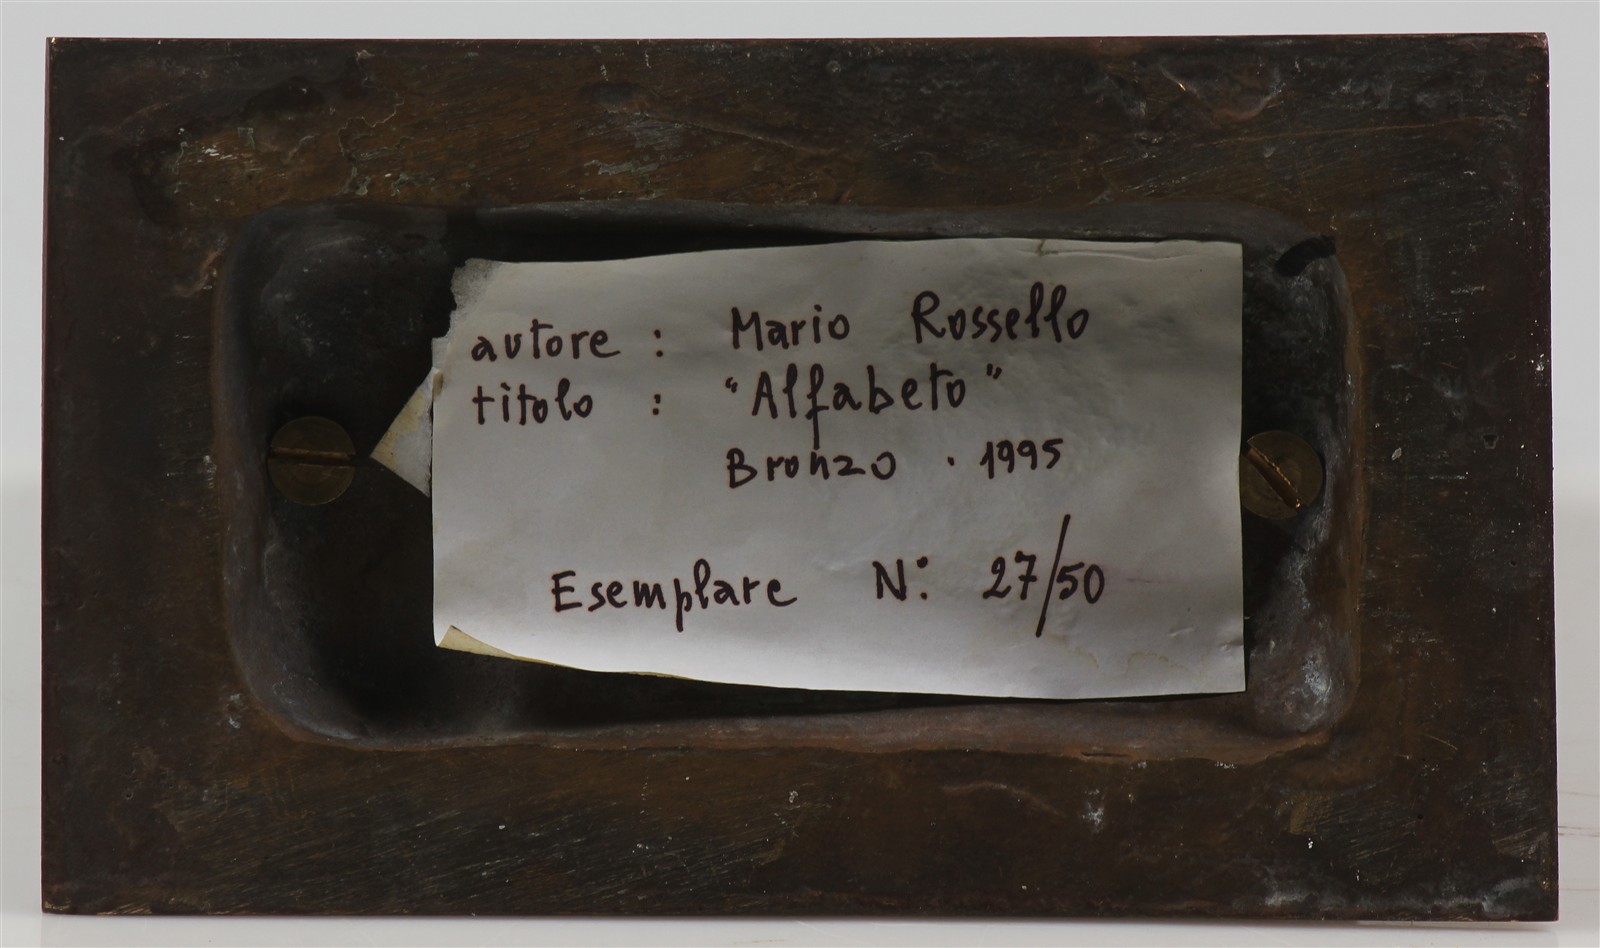 autore : Mario Rossello
titolo : "Alfabeto"
Bronzo . 1995
Esemplare N°: 27/50